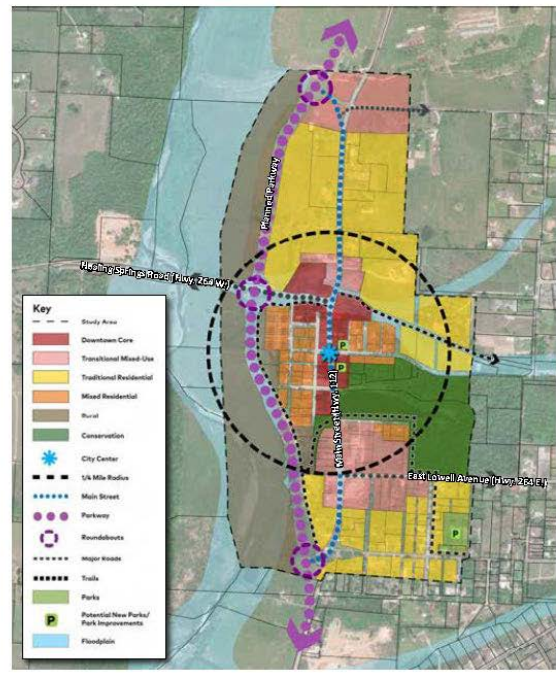 Planned Parkway
Healing Springs Road (Hwy. 264 W.)
P
P
Main Street (Hwy. 112)
East Lowell Avenue (Hwy. 264 E.)
P
Key
Study Area
Downtown Core
Transitional Mixed-Use
Traditional Residential
Mixed Residential
Rural
Conservation
City Center
1/4 Mile Radius
Main Street
Parkway
Roundabouts
Major Roads
Trails
Parks
P
Potential New Parks/
Park Improvements
Floodplain